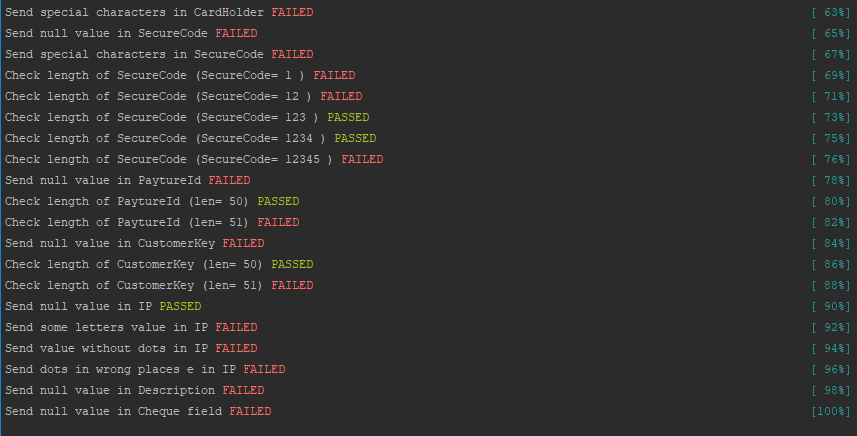 Send special characters in CardHolder FAILED [ 63%]
Send null value in SecureCode FAILED [ 65%]
Send special characters in SecureCode FAILED [ 67%]
Check length of SecureCode (SecureCode= 1 ) FAILED [ 69%]
Check length of SecureCode (SecureCode= 12 ) FAILED [ 71%]
Check length of SecureCode (SecureCode= 123 ) PASSED [ 73%]
Check length of SecureCode (SecureCode= 1234 ) PASSED [ 75%]
Check length of SecureCode (SecureCode= 12345 ) FAILED [ 76%]
Send null value in PaytureId FAILED [ 78%]
Check length of PaytureId (len= 50) PASSED [ 80%]
Check length of PaytureId (len= 51) FAILED [ 82%]
Send null value in CustomerKey FAILED [ 84%]
Check length of CustomerKey (len= 50) PASSED [ 86%]
Check length of CustomerKey (len= 51) FAILED [ 88%]
Send null value in IP PASSED [ 90%]
Send some letters value in IP FAILED [ 92%]
Send value without dots in IP FAILED [ 94%]
Send dots in wrong places e in IP FAILED [ 96%]
Send null value in Description FAILED [ 98%]
Send null value in Cheque field FAILED [100%]